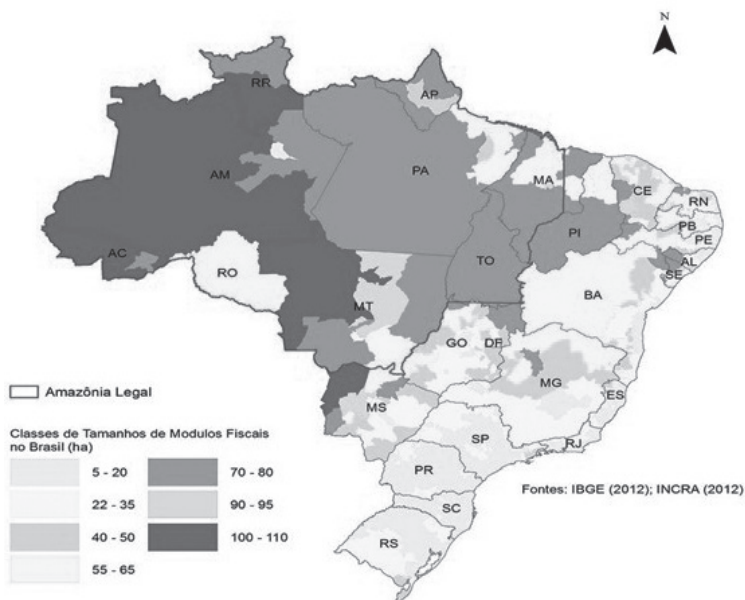 N
RR
AP
AM
PA
MA
CE
RN
PB
PE
PI
AC
TO
AL
SE
RO
BA
MT
GO
DF
MG
ES
MS
SP
RJ
PR
SC
RS
Amazônia Legal
Classes de Tamanhos de Modulos Fiscais
no Brasil (ha)
5 - 20
70 - 80
22 - 35
90 - 95
40 - 50
100 - 110
55 - 65
Fontes: IBGE (2012); INCRA (2012)